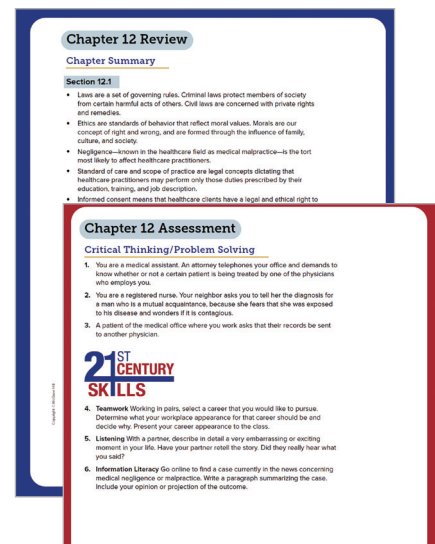 Chapter 12 Review
Chapter Summary
Section 12.1
• Laws are a set of governing rules. Criminal laws protect members of society
from certain harmful acts of others. Civil laws are concerned with private rights
and remedies.
• Ethics are standards of behavior that reflect moral values. Morals are our
concept of right and wrong, and are formed through the influence of family,
culture, and society.
• Negligence—known in the healthcare field as medical malpractice—is the tort
most likely to affect healthcare practitioners.
• Standard of care and scope of practice are legal concepts dictating that
healthcare practitioners may perform only those duties prescribed by their
education, training, and job description.
• Informed consent means that healthcare clients have a legal and ethical right to
Chapter 12 Assessment
Critical Thinking/Problem Solving
1. You are a medical assistant. An attorney telephones your office and demands to
know whether or not a certain patient is being treated by one of the physicians
who employs you.
2. You are a registered nurse. Your neighbor asks you to tell her the diagnosis for
a man who is a mutual acquaintance, because she fears that she was exposed
to his disease and wonders if it is contagious.
3. A patient of the medical office where you work asks that their records be sent
to another physician.
21ST
CENTURY
SKILLS
4. Teamwork Working in pairs, select a career that you would like to pursue.
Determine what your workplace appearance for that career should be and
decide why. Present your career appearance to the class.
5. Listening With a partner, describe in detail a very embarrassing or exciting
moment in your life. Have your partner retell the story. Did they really hear what
you said?
6. Information Literacy Go online to find a case currently in the news concerning
medical negligence or malpractice. Write a paragraph summarizing the case.
Include your opinion or projection of the outcome.
Copyright © McGraw Hill